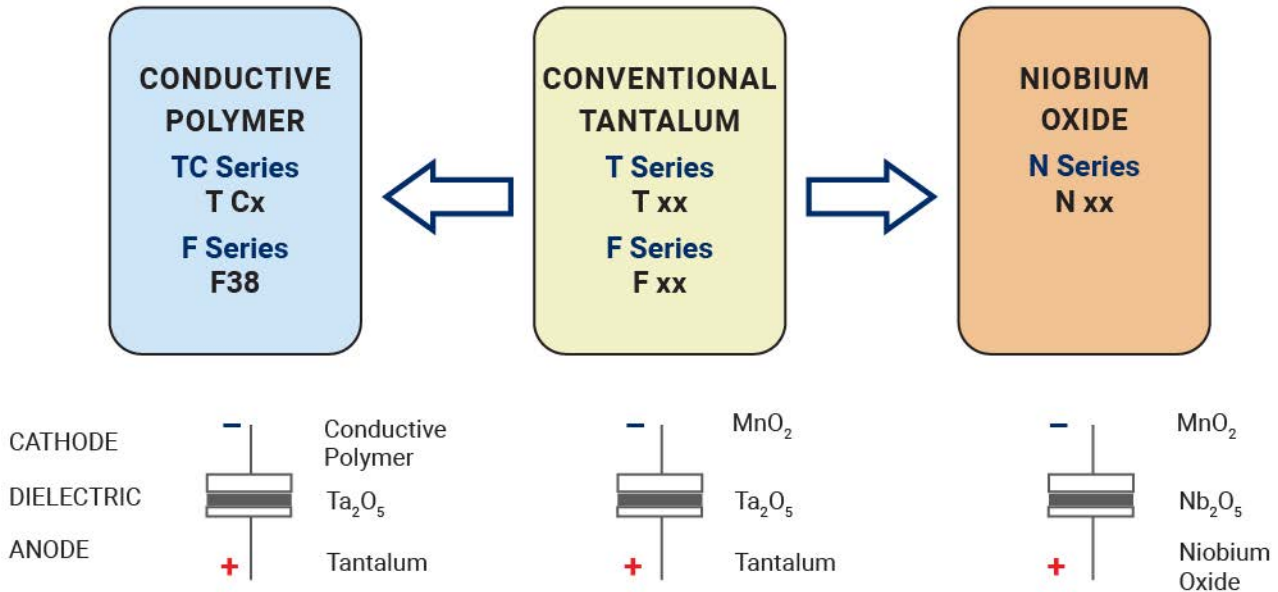 CONDUCTIVE
POLYMER
TC Series
T Cx
F Series
F38
CONVENTIONAL
TANTALUM
T Series
T xx
F Series
F xx
NIOBIUM
OXIDE
N Series
N xx
CATHODE
DIELECTRIC
ANODE
−
Conductive
Polymer
Ta₂O₅
+
Tantalum
−
MnO₂
Ta₂O₅
+
Tantalum
−
MnO₂
Nb₂O₅
+
Niobium
Oxide